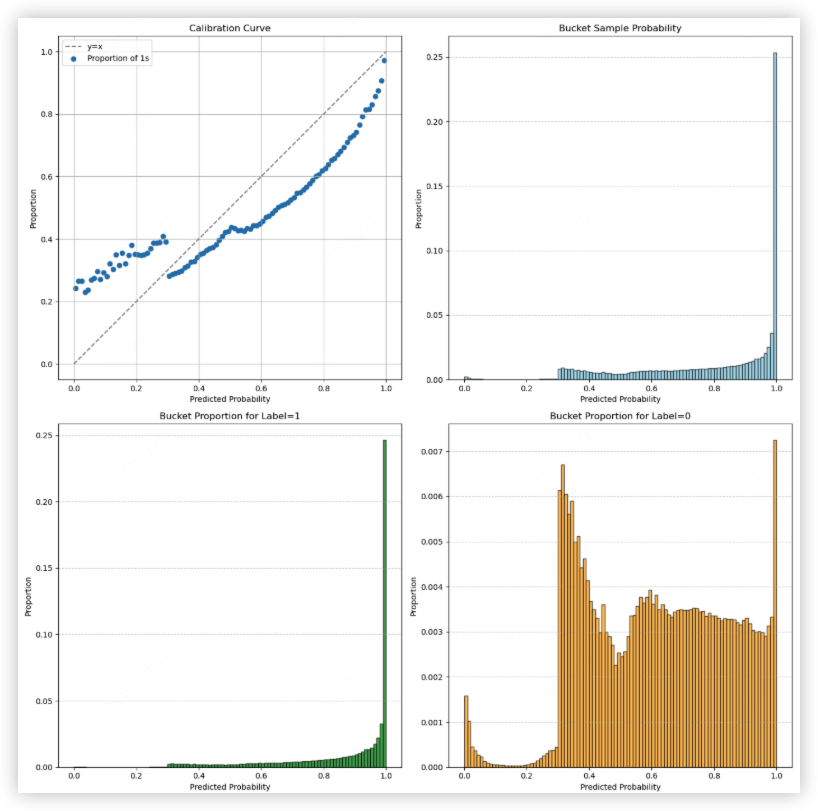 Calibration Curve
y=x
Proportion of 1s
1.0
0.8
0.6
0.4
0.2
0.0
Proportion
0.0 0.2 0.4 0.6 0.8 1.0
Predicted Probability
Bucket Sample Probability
0.25
0.20
0.15
0.10
0.05
0.00
Proportion
0.0 0.2 0.4 0.6 0.8 1.0
Predicted Probability
Bucket Proportion for Label=1
0.25
0.20
0.15
0.10
0.05
0.00
Proportion
0.0 0.2 0.4 0.6 0.8 1.0
Predicted Probability
Bucket Proportion for Label=0
0.007
0.006
0.005
0.004
0.003
0.002
0.001
0.000
Proportion
0.0 0.2 0.4 0.6 0.8 1.0
Predicted Probability